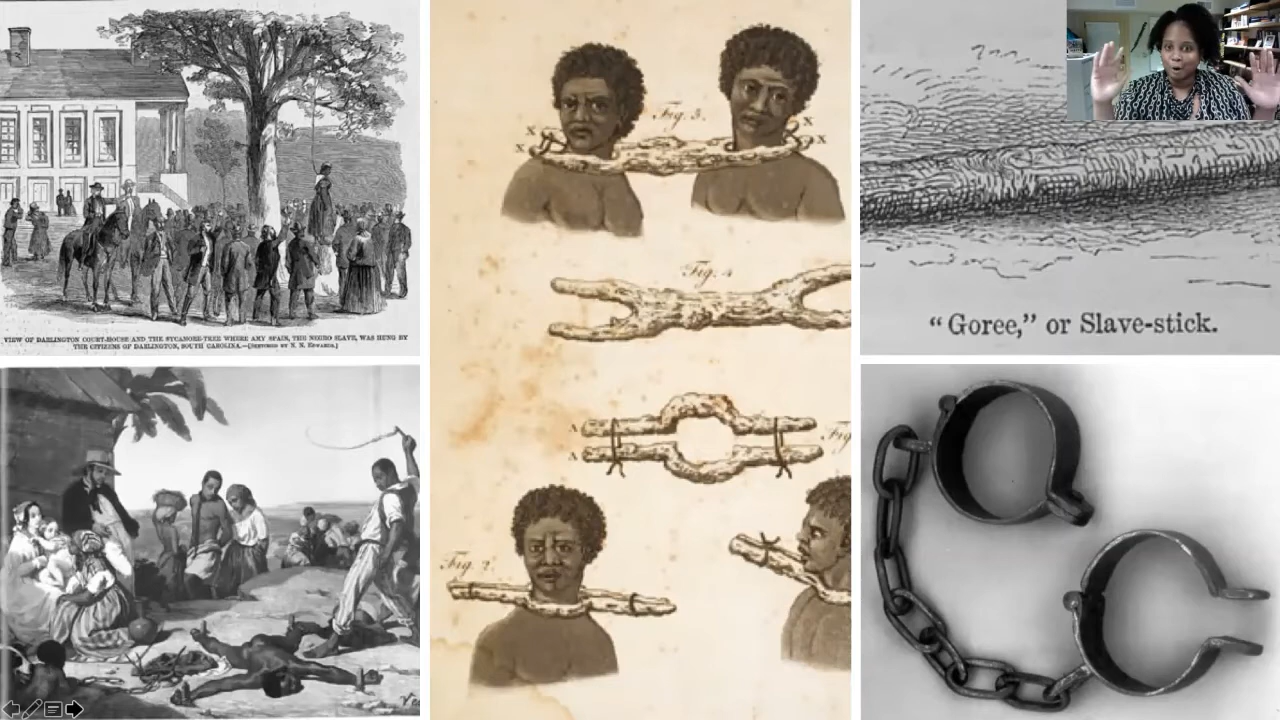 VIEW OF DARLINGTON COURT-HOUSE AND THE SYCAMORE-TREE WHERE AMY SPAIN, THE NEGRO SLAVE, WAS HUNG BY
THE CITIZENS OF DARLINGTON, SOUTH CAROLINA.—[SKETCHED BY
Fig. 3.
X
X
X
X
Fig. 4
A
A
Fig
Fig. 2.
“Goree,” or Slave-stick.